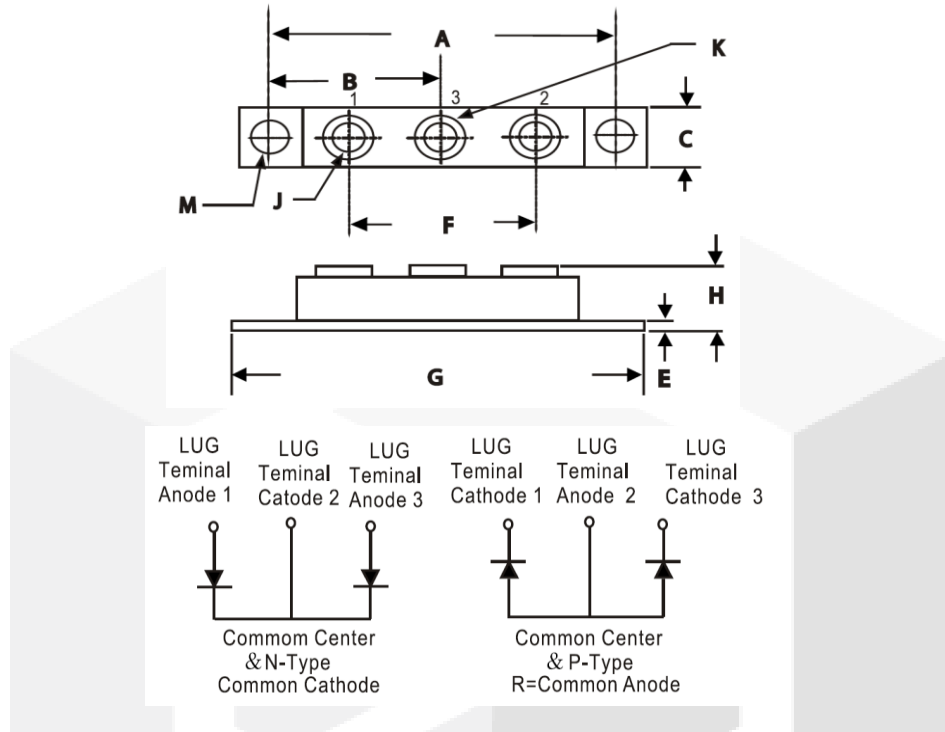 A
K
B
1
3
2
C
M
J
F
H
G
E
LUG
Teminal
Anode 1
LUG
Teminal
Catode 2
LUG
Teminal
Anode 3
LUG
Teminal
Cathode 1
LUG
Teminal
Anode 2
LUG
Teminal
Cathode 3
Commom Center
& N-Type
Common Cathode
Common Center
& P-Type
R=Common Anode